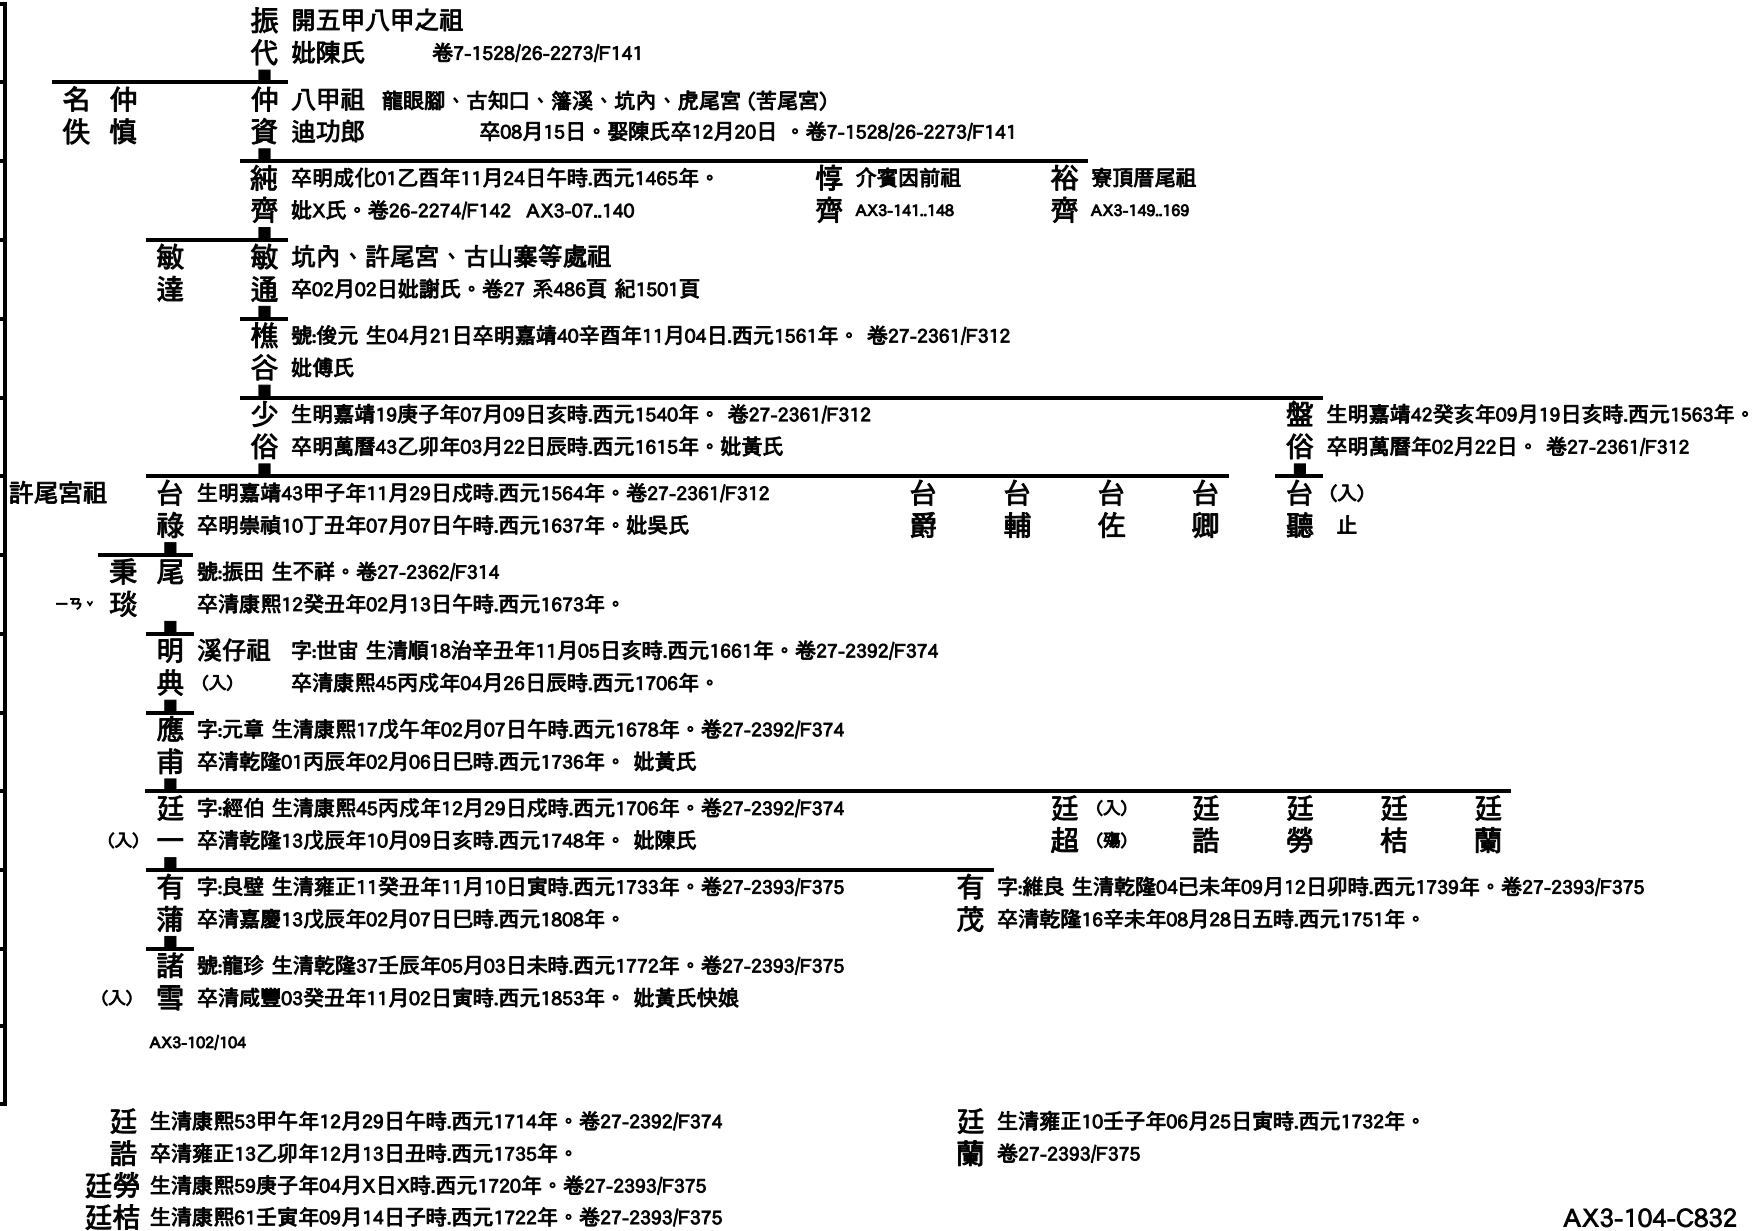 振代 開五甲八甲之祖
妣陳氏 卷7-1528/26-2273/F141
名佚 仲慎 仲資 八甲祖 龍眼腳、古知口、籓溪、坑內、虎尾宮 (苦尾宮)
迪功郎 卒08月15日。娶陳氏卒12月20日 。卷7-1528/26-2273/F141
純齊 卒明成化01乙酉年11月24日午時.西元1465年。 惇齊 介賓因前祖 裕齊 寮頂厝尾祖
妣X氏。卷26-2274/F142 AX3-07..140 AX3-141..148 AX3-149..169
敏達 敏通 坑內、許尾宮、古山寨等處祖
卒02月02日妣謝氏。卷27 系486頁 紀1501頁
樵谷 號:俊元 生04月21日卒明嘉靖40辛酉年11月04日.西元1561年。 卷27-2361/F312
妣傅氏
少俗 生明嘉靖19庚子年07月09日亥時.西元1540年。 卷27-2361/F312 盤俗 生明嘉靖42癸亥年09月19日亥時.西元1563年。
卒明萬曆43乙卯年03月22日辰時.西元1615年。妣黃氏 卒明萬曆年02月22日。 卷27-2361/F312
許尾宮祖 台祿 生明嘉靖43甲子年11月29日戍時.西元1564年。卷27-2361/F312 台爵 台輔 台佐 台卿 台聽 (入)
卒明崇禎10丁丑年07月07日午時.西元1637年。妣吳氏 止
秉琰 尾 號:振田 生不祥。卷27-2362/F314
ㄧㄢˇ 卒清康熙12癸丑年02月13日午時.西元1673年。
明典 溪仔祖 字:世宙 生清順18治辛丑年11月05日亥時.西元1661年。卷27-2392/F374
(入) 卒清康熙45丙戍年04月26日辰時.西元1706年。
應甫 字:元章 生清康熙17戊午年02月07日午時.西元1678年。卷27-2392/F374
卒清乾隆01丙辰年02月06日巳時.西元1736年。 妣黃氏
廷一 字:經伯 生清康熙45丙戍年12月29日戍時.西元1706年。卷27-2392/F374 廷超 (入) 廷誥 廷勞 廷桔 廷蘭
(入) 卒清乾隆13戊辰年10月09日亥時.西元1748年。 妣陳氏 (殤)
有蒲 字:良壁 生清雍正11癸丑年11月10日寅時.西元1733年。卷27-2393/F375 有茂 字:維良 生清乾隆04已未年09月12日卯時.西元1739年。卷27-2393/F375
卒清嘉慶13戊辰年02月07日巳時.西元1808年。 卒清乾隆16辛未年08月28日五時.西元1751年。
諸雪 號:龍珍 生清乾隆37壬辰年05月03日未時.西元1772年。卷27-2393/F375
(入) 卒清咸豐03癸丑年11月02日寅時.西元1853年。 妣黃氏快娘
AX3-102/104
廷誥 生清康熙53甲午年12月29日午時.西元1714年。卷27-2392/F374 廷蘭 生清雍正10壬子年06月25日寅時.西元1732年。
卒清雍正13乙卯年12月13日丑時.西元1735年。 卷27-2393/F375
廷勞 生清康熙59庚子年04月X日X時.西元1720年。卷27-2393/F375
廷桔 生清康熙61壬寅年09月14日子時.西元1722年。卷27-2393/F375
AX3-104-C832